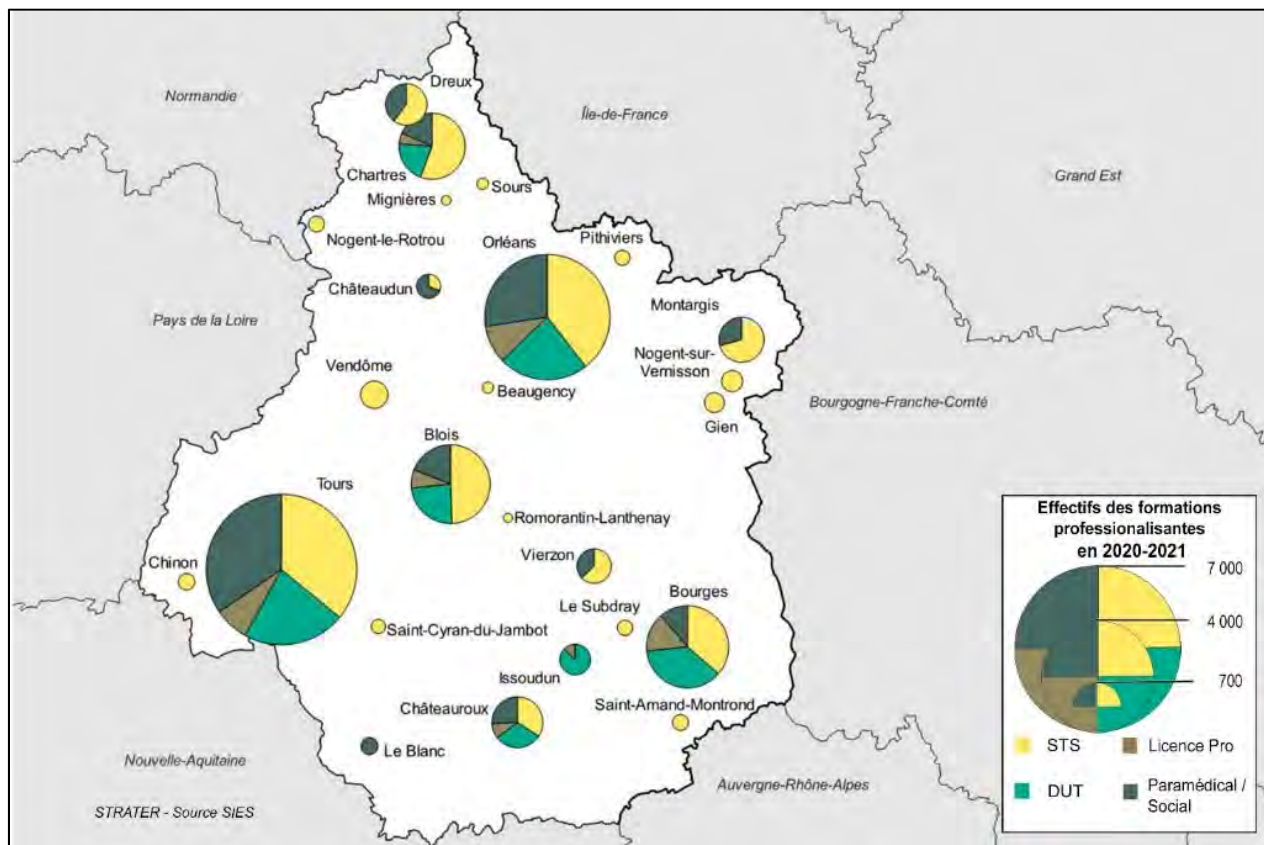 Normandie
Dreux
Île-de-France
Chartres
Grand Est
Mignières
Sours
Nogent-le-Rotrou
Orléans
Pithiviers
Châteaudun
Pays de la Loire
Montargis
Nogent-sur-
Vernisson
Vendôme
Beaugency
Bourgogne-Franche-Comté
Gien
Blois
Tours
Romorantin-Lanthenay
Chinon
Vierzon
Le Subdray
Bourges
Saint-Cyran-du-Jambot
Issoudun
Châteauroux
Saint-Amand-Montrond
Le Blanc
Nouvelle-Aquitaine
Auvergne-Rhône-Alpes
STRATER - Source SIES
Effectifs des formations
professionalisantes
en 2020-2021
7 000
4 000
700
STS
Licence Pro
DUT
Paramédical /
Social